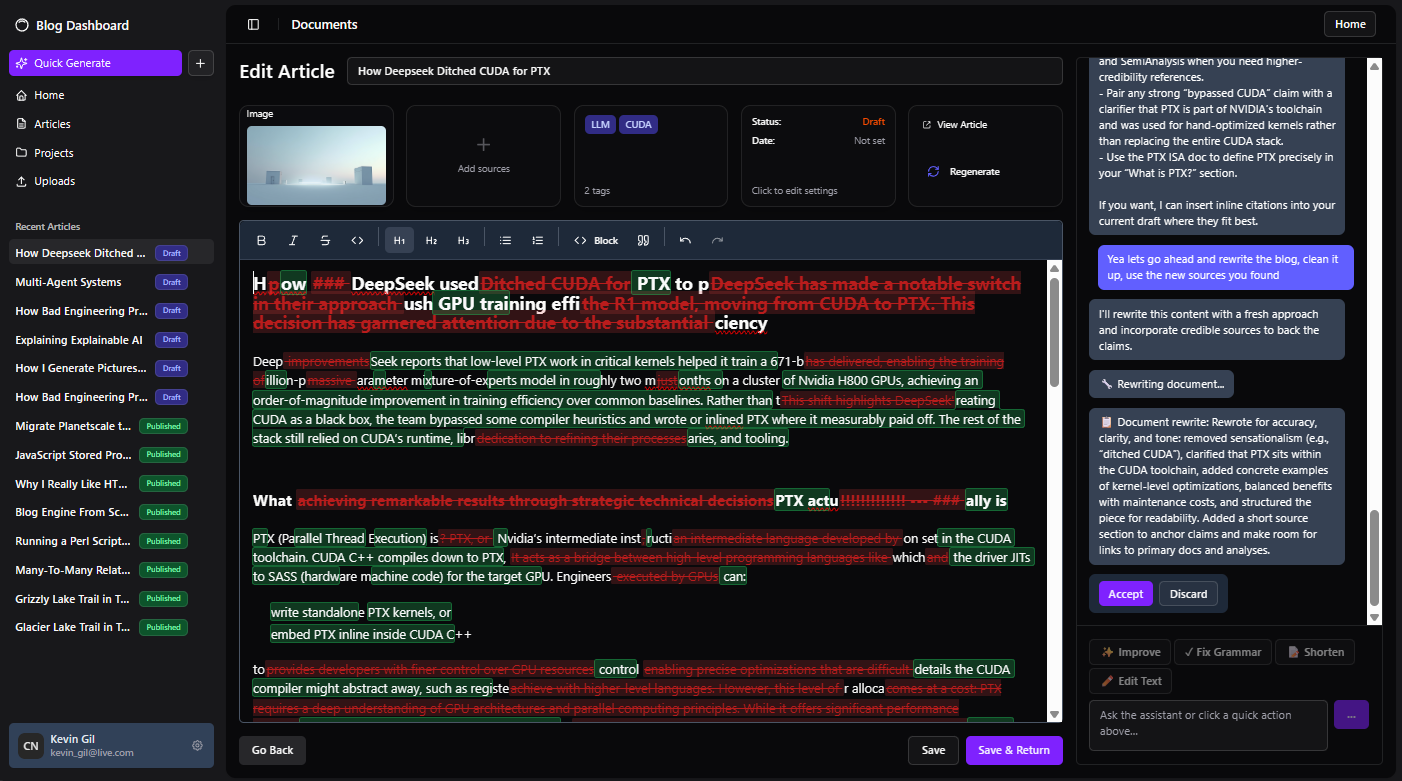 Blog Dashboard
Quick Generate
Home
Articles
Projects
Uploads
Recent Articles
How Deepseek Ditched ... Draft
Multi-Agent Systems Draft
How Bad Engineering Pr... Draft
Explaining Explainable AI Draft
How I Generate Pictures... Draft
How Bad Engineering Pr... Draft
Migrate Planetscale t... Published
JavaScript Stored Pro... Published
Why I Really Like HT... Published
Blog Engine From Sc... Published
Running a Perl Script... Published
Many-To-Many Relat... Published
Grizzly Lake Trail in T... Published
Glacier Lake Trail in T... Published
CN
Kevin Gil
kevin_gil@live.com
Documents
Home
Edit Article
How Deepseek Ditched CUDA for PTX
Image
Add sources
LLM CUDA
2 tags
Status: Draft
Date: Not set
Click to edit settings
View Article
Regenerate
B I S <> H1 H2 H3 <> Block
H p ow ### DeepSeek used Ditched CUDA for PTX to p DeepSeek has made a notable switch
in their approach ush GPU training effi the R1 model, moving from CUDA to PTX. This
decision has garnered attention due to the substantial ciency
Deep improvements Seek reports that low-level PTX work in critical kernels helped it train a 671-b has delivered, enabling the training
of illion-p massive arameter mixture-of-experts model in roughly two m just onths on a cluster of Nvidia H800 GPUs, achieving an
order-of-magnitude improvement in training efficiency over common baselines. Rather than t This shift highlights DeepSeek' reating
CUDA as a black box, the team bypassed some compiler heuristics and wrote or inlined PTX where it measurably paid off. The rest of the
stack still relied on CUDA's runtime, libr dedication to refining their processes aries, and tooling.
What achieving remarkable results through strategic technical decisions PTX actu !!!!!!!!!!!!! --- ### ally is
PTX (Parallel Thread Execution) is ? PTX, or Nvidia's intermediate inst r ructi an intermediate language developed by on set in the CUDA
toolchain. CUDA C++ compiles down to PTX, it acts as a bridge between high-level programming languages like which and the driver JITs
to SASS (hardware machine code) for the target GPU. Engineers executed by GPUs can:
write standalone PTX kernels, or
embed PTX inline inside CUDA C++
to provides developers with finer control over GPU resources control enabling precise optimizations that are difficult details the CUDA
compiler might abstract away, such as registe achieve with higher-level languages. However, this level of r alloca comes at a cost: PTX
requires a deep understanding of GPU architectures and parallel computing principles. While it offers significant performance
Go Back
Save
Save & Return
and SemiAnalysis when you need higher-
credibility references.
- Pair any strong "bypassed CUDA" claim with a
clarifier that PTX is part of NVIDIA's toolchain
and was used for hand-optimized kernels rather
than replacing the entire CUDA stack.
- Use the PTX ISA doc to define PTX precisely in
your "What is PTX?" section.
If you want, I can insert inline citations into your
current draft where they fit best.
Yea lets go ahead and rewrite the blog, clean it
up, use the new sources you found
I'll rewrite this content with a fresh approach
and incorporate credible sources to back the
claims.
Rewriting document...
Document rewrite: Rewrote for accuracy,
clarity, and tone: removed sensationalism (e.g.,
"ditched CUDA"), clarified that PTX sits within
the CUDA toolchain, added concrete examples
of kernel-level optimizations, balanced benefits
with maintenance costs, and structured the
piece for readability. Added a short source
section to anchor claims and make room for
links to primary docs and analyses.
Accept Discard
Improve ✓ Fix Grammar Shorten
Edit Text
Ask the assistant or click a quick action
above...
...